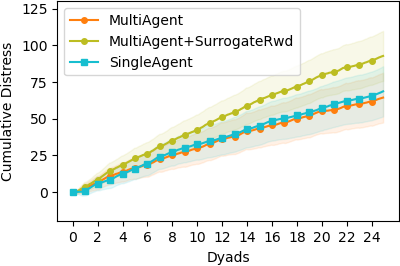 125
100
75
50
25
0
Cumulative Distress
MultiAgent
MultiAgent+SurrogateRwd
SingleAgent
0 2 4 6 8 10 12 14 16 18 20 22 24
Dyads